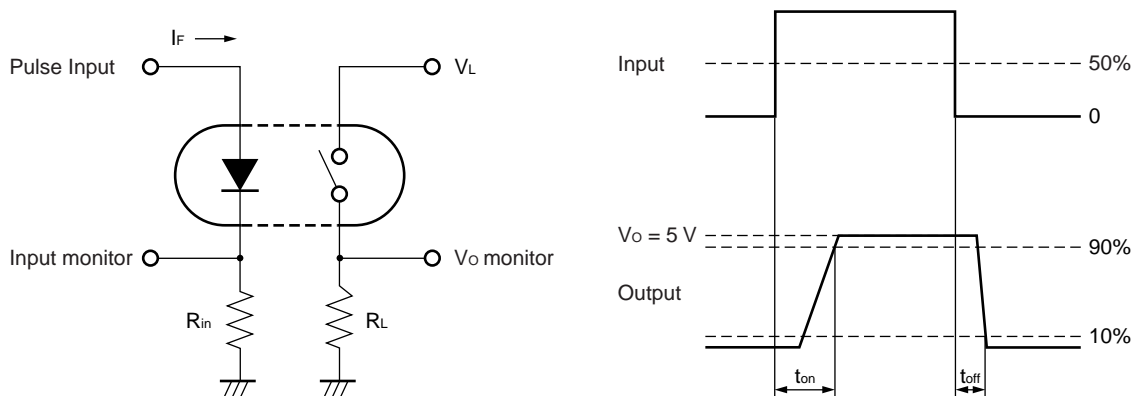 IF
Pulse Input
VL
Input monitor
VO monitor
Rin
RL
Input
50%
0
VO = 5 V
90%
Output
10%
ton
toff